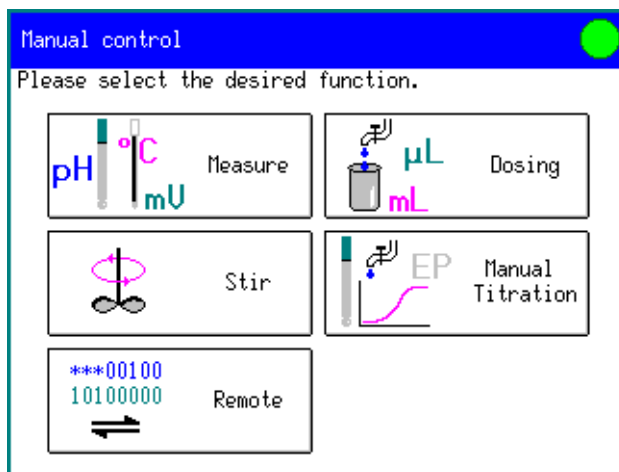 Manual control
Please select the desired function.
pH °C mV Measure
µL mL Dosing
Stir
EP Manual
Titration
***00100
10100000
Remote